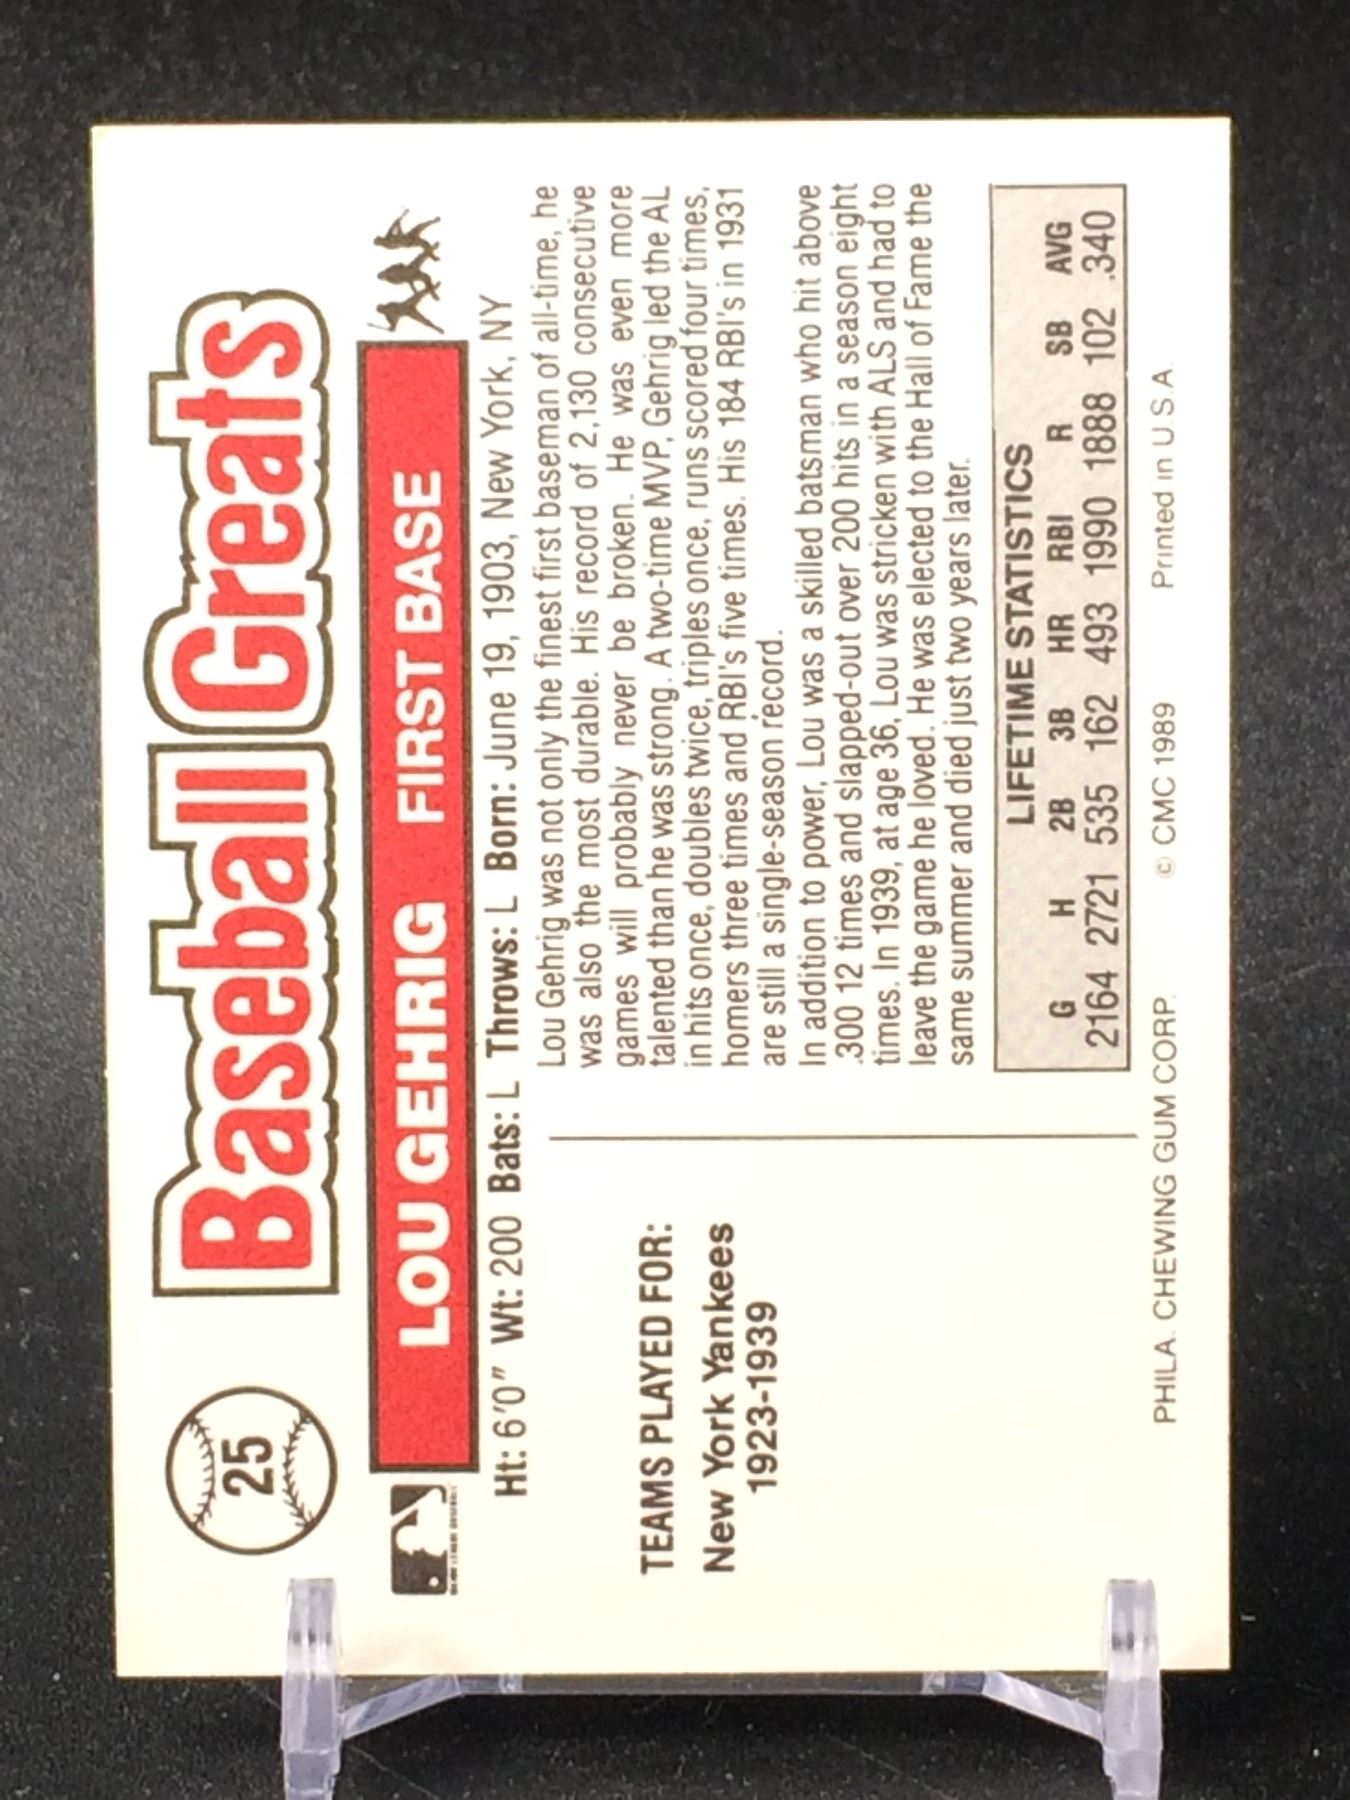 25
Baseball Greats
LOU GEHRIG FIRST BASE
Ht: 6'0" Wt: 200 Bats: L Throws: L Born: June 19, 1903, New York, NY
TEAMS PLAYED FOR:
New York Yankees
1923-1939
Lou Gehrig was not only the finest first baseman of all-time, he
was also the most durable. His record of 2,130 consecutive
games will probably never be broken. He was even more
talented than he was strong. A two-time MVP, Gehrig led the AL
in hits once, doubles twice, triples once, runs scored four times,
homers three times and RBI's five times. His 184 RBI's in 1931
are still a single-season record.
In addition to power, Lou was a skilled batsman who hit above
.300 12 times and slapped-out over 200 hits in a season eight
times. In 1939, at age 36, Lou was stricken with ALS and had to
leave the game he loved. He was elected to the Hall of Fame the
same summer and died just two years later.
LIFETIME STATISTICS
G H 2B 3B HR RBI R SB AVG
2164 2721 535 162 493 1990 1888 102 .340
PHILA. CHEWING GUM CORP. © CMC 1989 Printed in U.S.A.